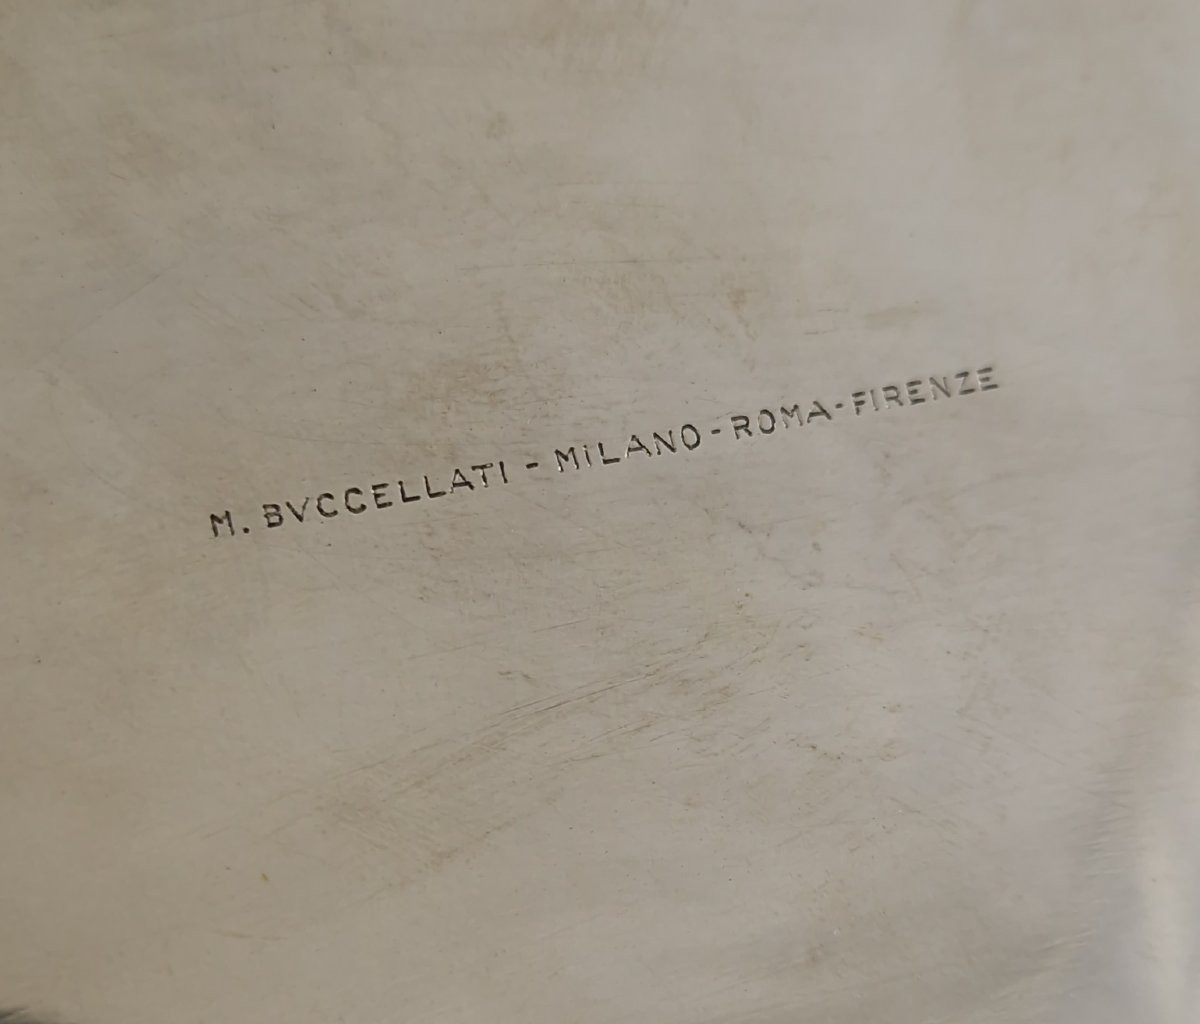 M. BVCCELLATI - MILANO - ROMA - FIRENZE